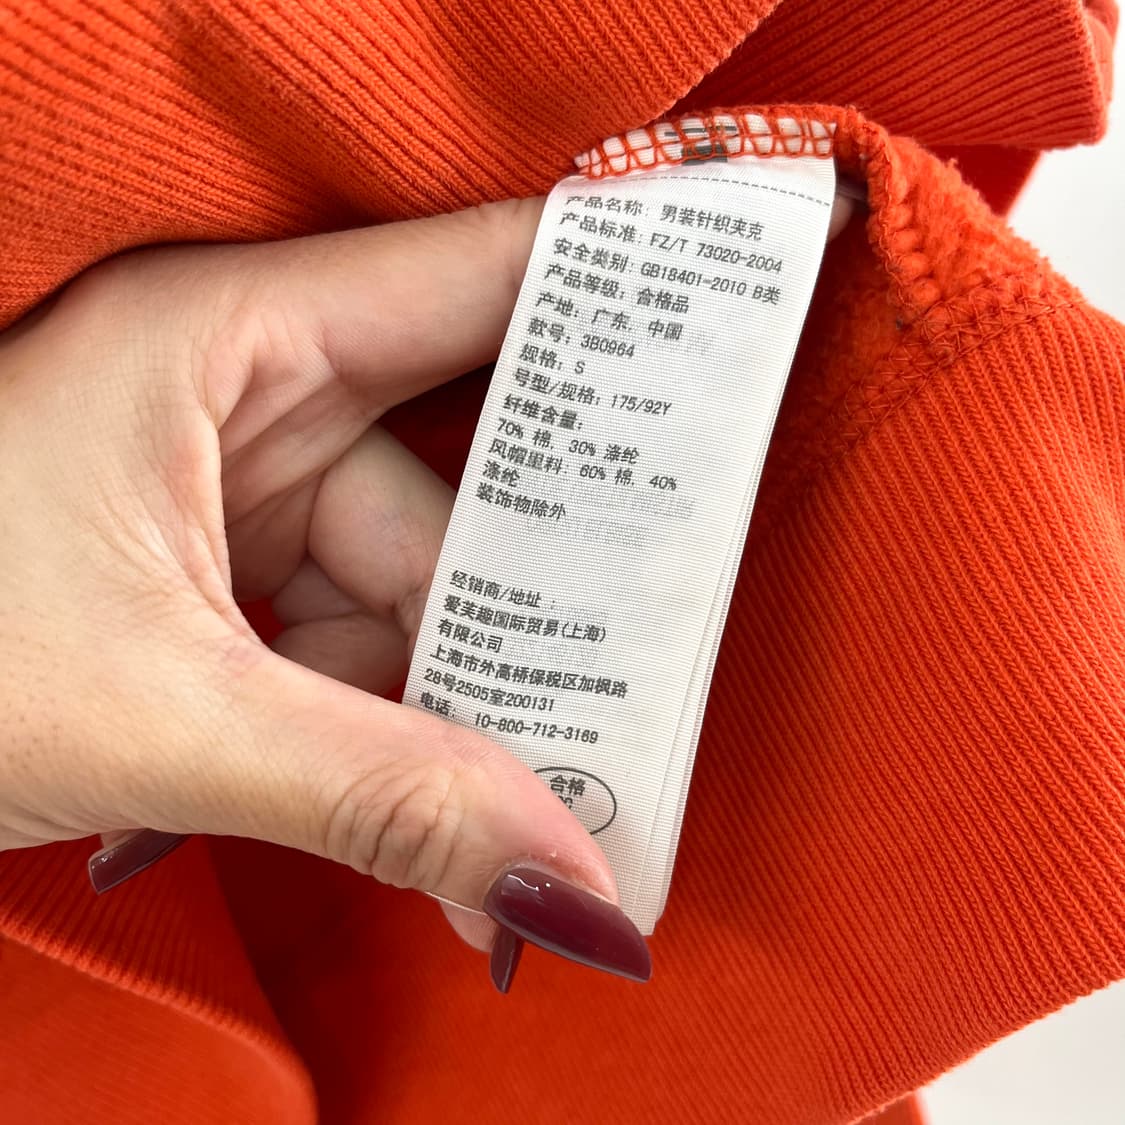 产品名称: 男装针织夹克
产品标准: FZ/T 73020-2004
安全类别: GB18401-2010 B类
产品等级: 合格品
产地: 广东, 中国
款号: 3B0964
规格: S
号型/规格: 175/92Y
纤维含量:
70% 棉, 30% 涤纶
风帽里料: 60% 棉, 40%
涤纶
装饰物除外
经销商/地址 :
爱芙趣国际贸易(上海)
有限公司
上海市外高桥保税区加枫路
28号2505室200131
电话: 10-800-712-3169
合格